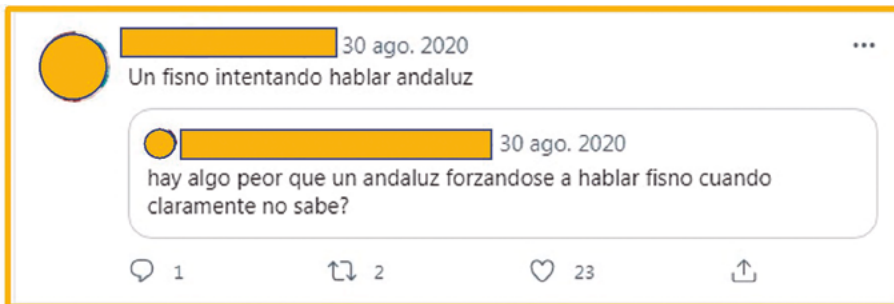 30 ago. 2020
Un fisno intentando hablar andaluz
30 ago. 2020
hay algo peor que un andaluz forzandose a hablar fisno cuando
claramente no sabe?
1 2 23